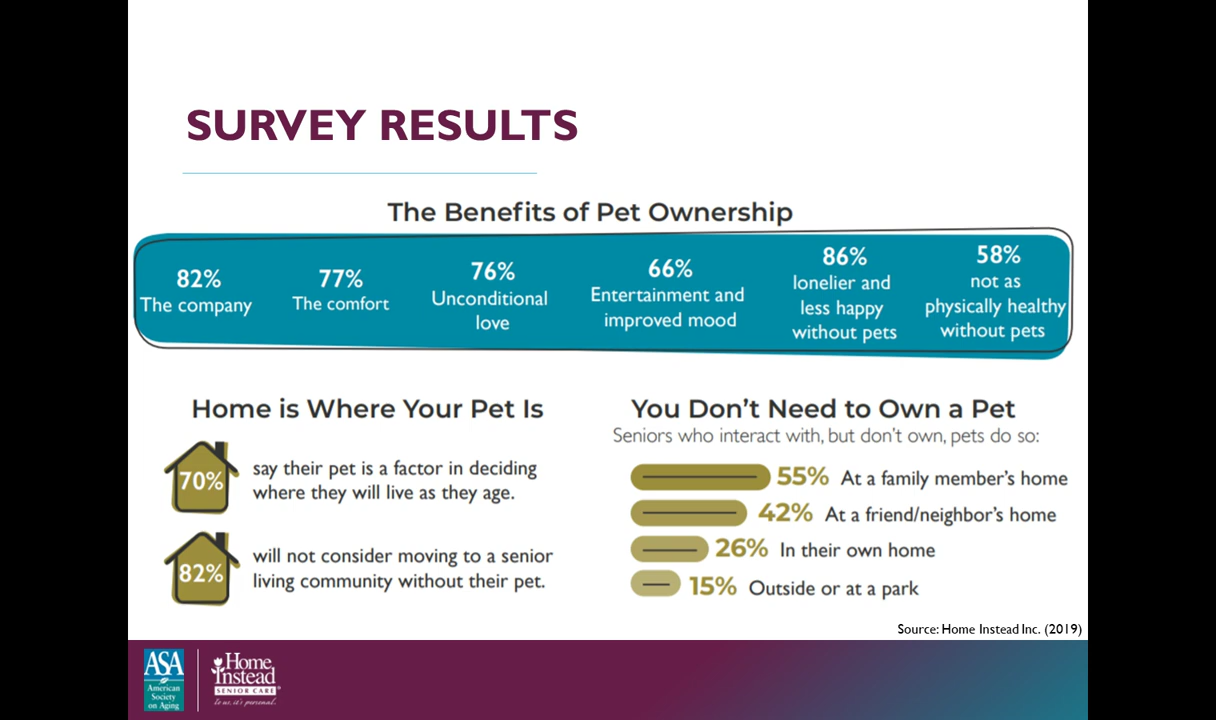 SURVEY RESULTS
The Benefits of Pet Ownership
82%
The company
77%
The comfort
76%
Unconditional
love
66%
Entertainment and
improved mood
86%
lonelier and
less happy
without pets
58%
not as
physically healthy
without pets
Home is Where Your Pet Is
70%
say their pet is a factor in deciding
where they will live as they age.
82%
will not consider moving to a senior
living community without their pet.
You Don't Need to Own a Pet
Seniors who interact with, but don't own, pets do so:
55% At a family member's home
42% At a friend/neighbor's home
26% In their own home
15% Outside or at a park
Source: Home Instead Inc. (2019)
ASA
American
Society
on Aging
Home
Instead
SENIOR CARE
to us, it's personal.